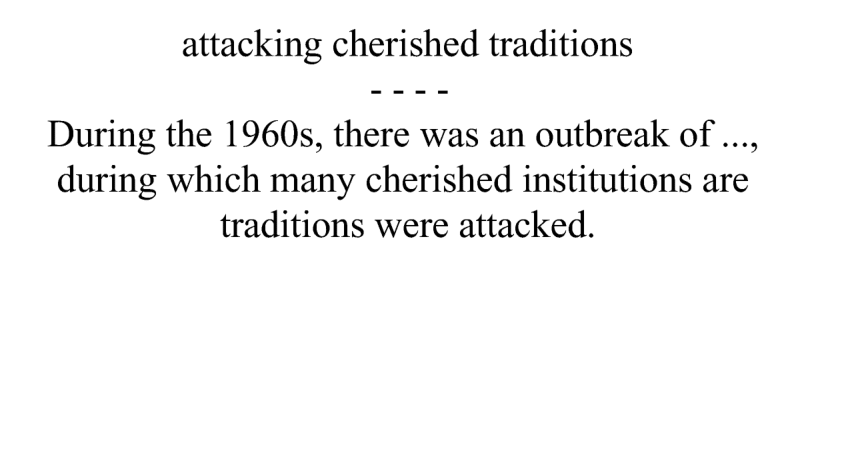 attacking cherished traditions
- - - -
During the 1960s, there was an outbreak of ...,
during which many cherished institutions are
traditions were attacked.